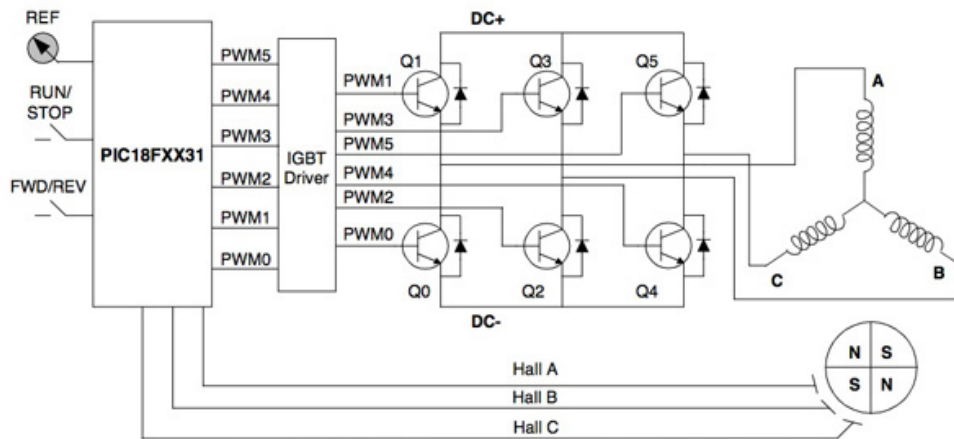 REF
RUN/
STOP
FWD/REV
PIC18FXX31
PWM5
PWM4
PWM3
PWM2
PWM1
PWM0
IGBT
Driver
PWM1
PWM3
PWM5
PWM4
PWM2
PWM0
DC+
Q1
Q3
Q5
Q0
Q2
Q4
DC-
A
C
B
Hall A
Hall B
Hall C
N S
S N